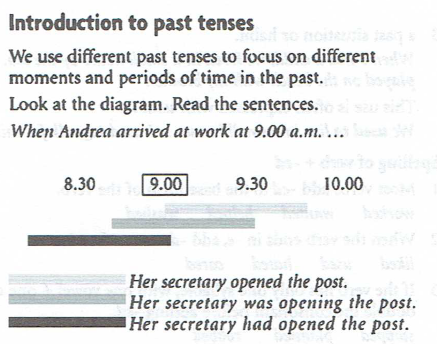 Introduction to past tenses
We use different past tenses to focus on different
moments and periods of time in the past.
Look at the diagram. Read the sentences.
When Andrea arrived at work at 9.00 a.m. ...
8.30 9.00 9.30 10.00
Her secretary opened the post.
Her secretary was opening the post.
Her secretary had opened the post.